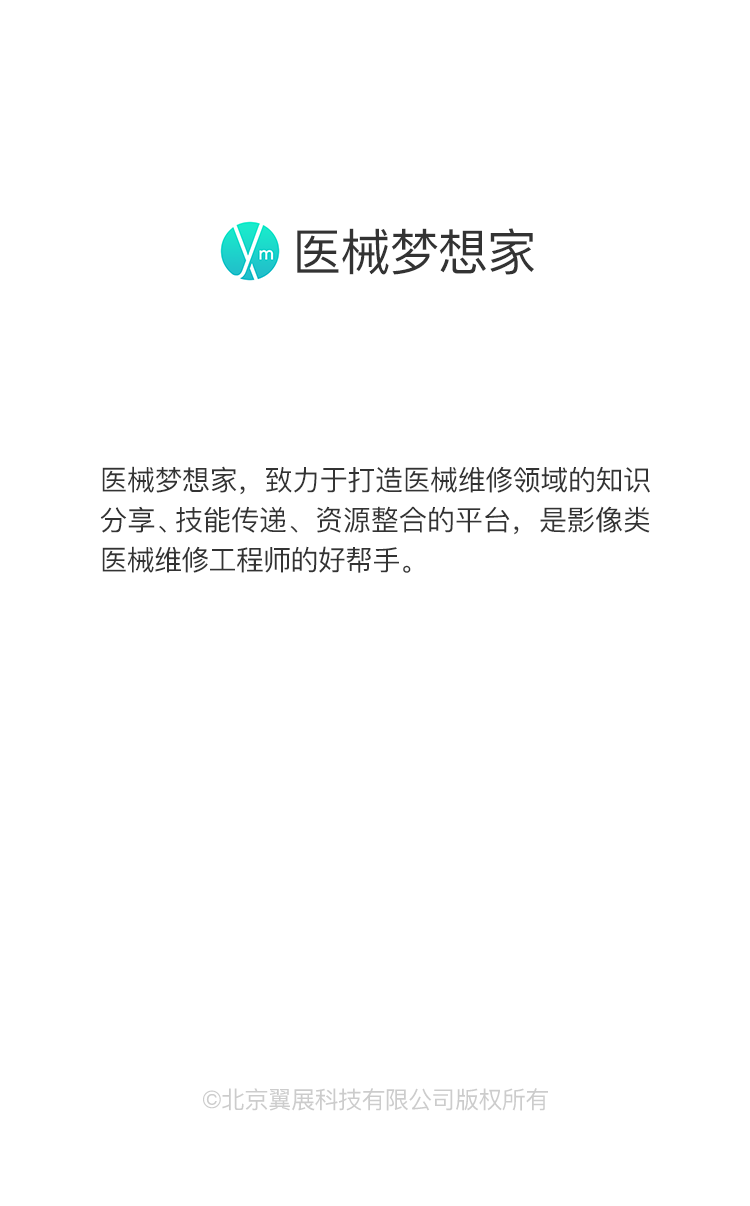 Ym 医械梦想家
医械梦想家，致力于打造医械维修领域的知识
分享、技能传递、资源整合的平台，是影像类
医械维修工程师的好帮手。
©北京翼展科技有限公司版权所有